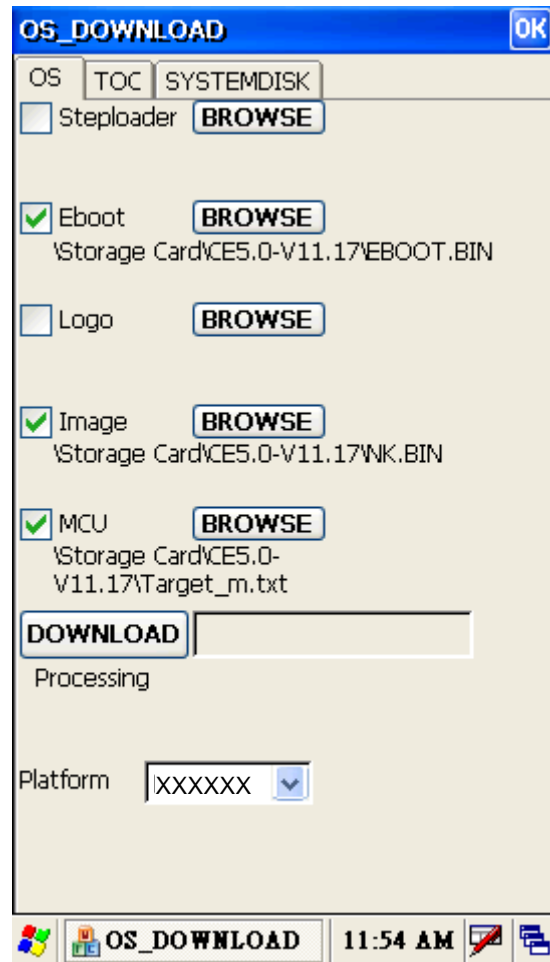 OS_DOWNLOAD OK
OS TOC SYSTEMDISK
Steploader BROWSE
Eboot BROWSE
\Storage Card\CE5.0-V11.17\EBOOT.BIN
Logo BROWSE
Image BROWSE
\Storage Card\CE5.0-V11.17\NK.BIN
MCU BROWSE
\Storage Card\CE5.0-
V11.17\Target_m.txt
DOWNLOAD
Processing
Platform XXXXXX
OS_DOWNLOAD 11:54 AM